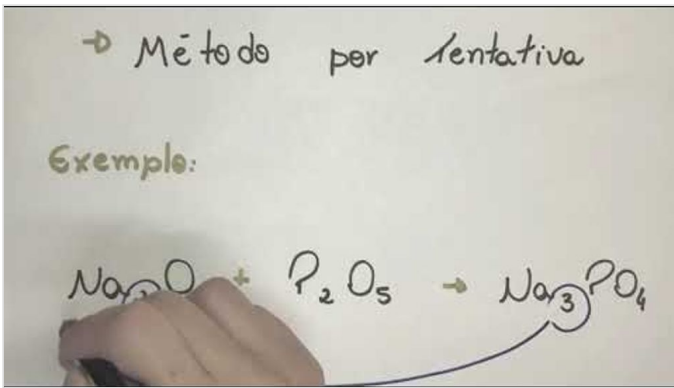 → Método por Tentativa
Exemplo:
Na₂O + P₂O₅ → Na₃PO₄